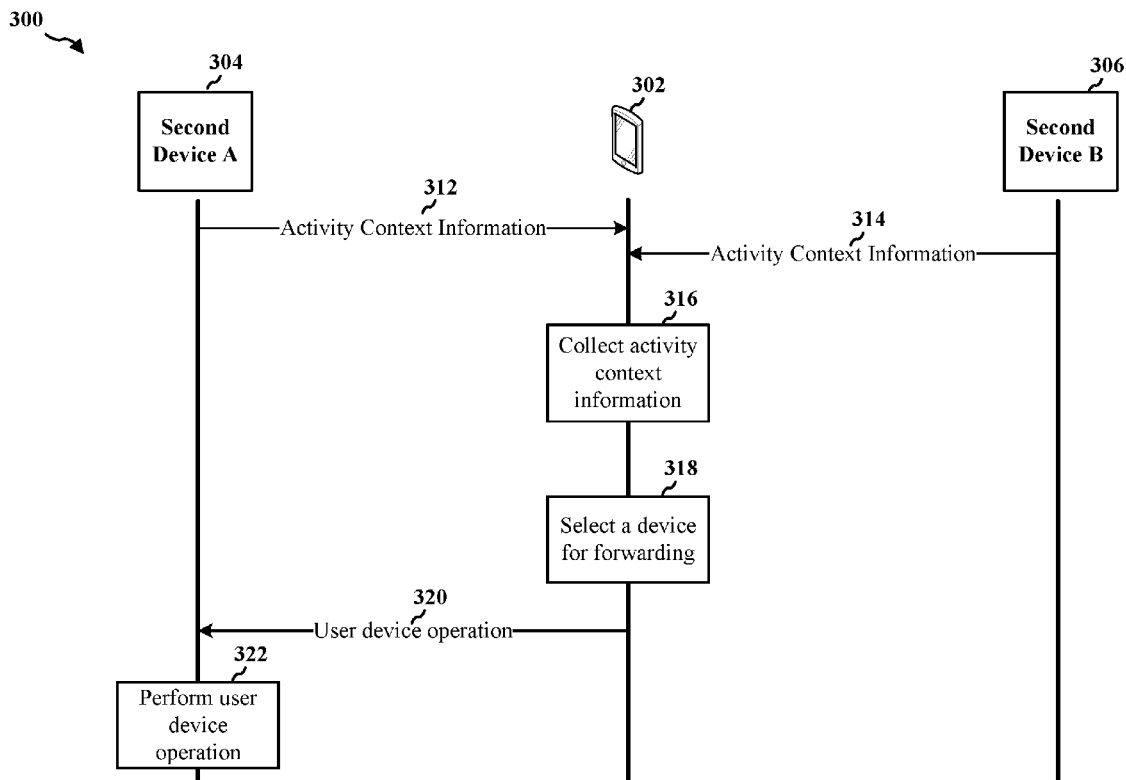 300
304
302
306
Second
Device A
Second
Device B
312
Activity Context Information
314
Activity Context Information
316
Collect activity
context
information
318
Select a device
for forwarding
320
User device operation
322
Perform user
device
operation